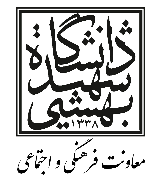 دانشگاه
شهید
بهشتی
۱۳۳۸
معاونت فرهنگی و اجتماعی